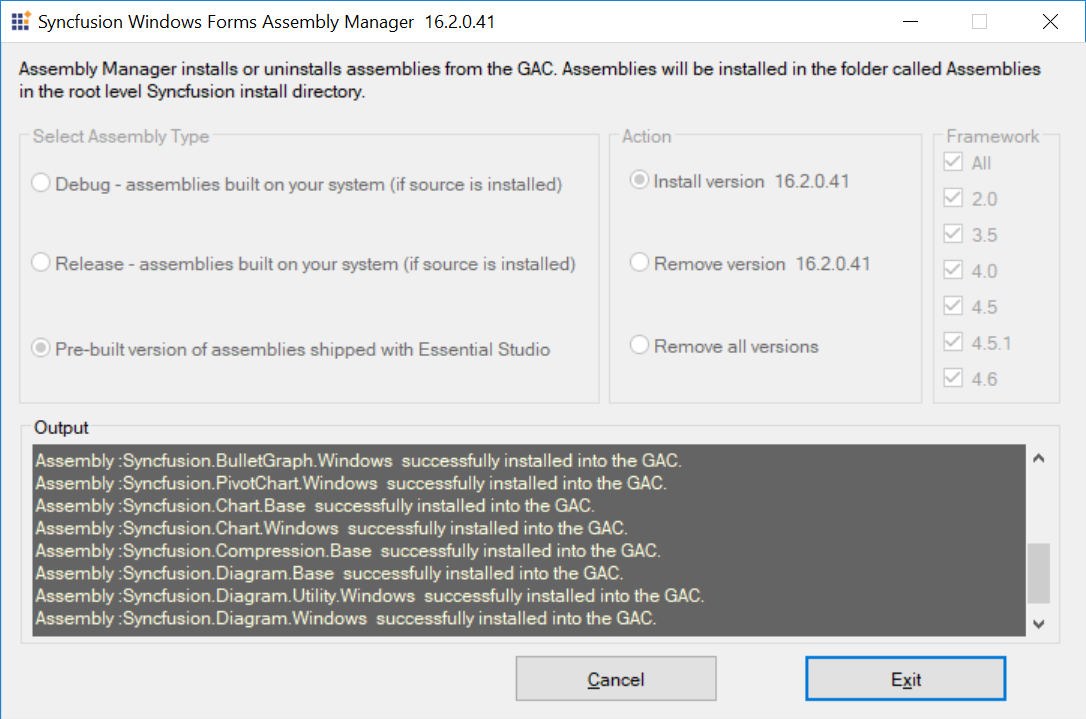 Syncfusion Windows Forms Assembly Manager 16.2.0.41
Assembly Manager installs or uninstalls assemblies from the GAC. Assemblies will be installed in the folder called Assemblies
in the root level Syncfusion install directory.
Select Assembly Type
Debug - assemblies built on your system (if source is installed)
Release - assemblies built on your system (if source is installed)
Pre-built version of assemblies shipped with Essential Studio
Action
Install version 16.2.0.41
Remove version 16.2.0.41
Remove all versions
Framework
All
2.0
3.5
4.0
4.5
4.5.1
4.6
Output
Assembly :Syncfusion.BulletGraph.Windows successfully installed into the GAC.
Assembly :Syncfusion.PivotChart.Windows successfully installed into the GAC.
Assembly :Syncfusion.Chart.Base successfully installed into the GAC.
Assembly :Syncfusion.Chart.Windows successfully installed into the GAC.
Assembly :Syncfusion.Compression.Base successfully installed into the GAC.
Assembly :Syncfusion.Diagram.Base successfully installed into the GAC.
Assembly :Syncfusion.Diagram.Utility.Windows successfully installed into the GAC.
Assembly :Syncfusion.Diagram.Windows successfully installed into the GAC.
Cancel
Exit